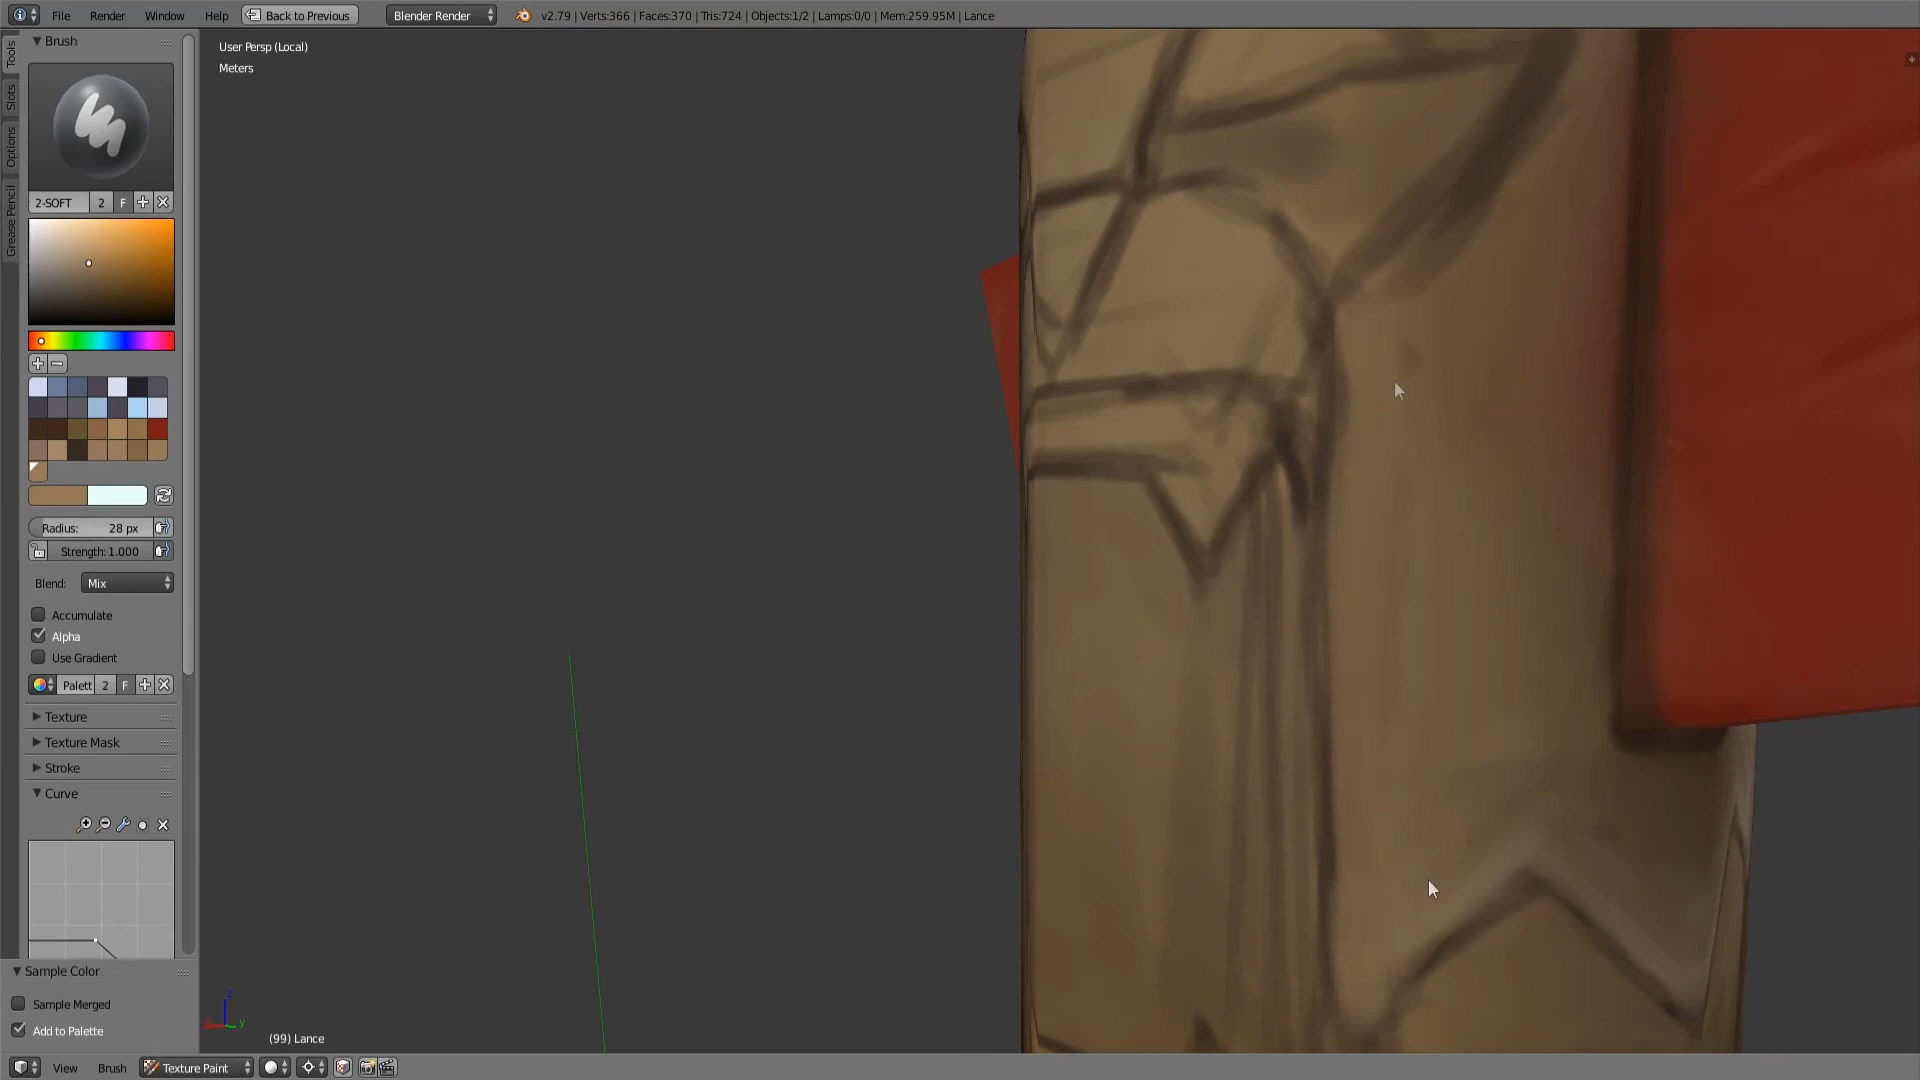 File Render Window Help Back to Previous Blender Render v2.79 | Verts:366 | Faces:370 | Tris:724 | Objects:1/2 | Lamps:0/0 | Mem:259.95M | Lance
Tools
Slots
Options
Grease Pencil
Brush
2-SOFT 2 F
Radius: 28 px
Strength: 1.000
Blend: Mix
Accumulate
Alpha
Use Gradient
Palett 2 F
Texture
Texture Mask
Stroke
Curve
Sample Color
Sample Merged
Add to Palette
User Persp (Local)
Meters
z
y
(99) Lance
View Brush Texture Paint